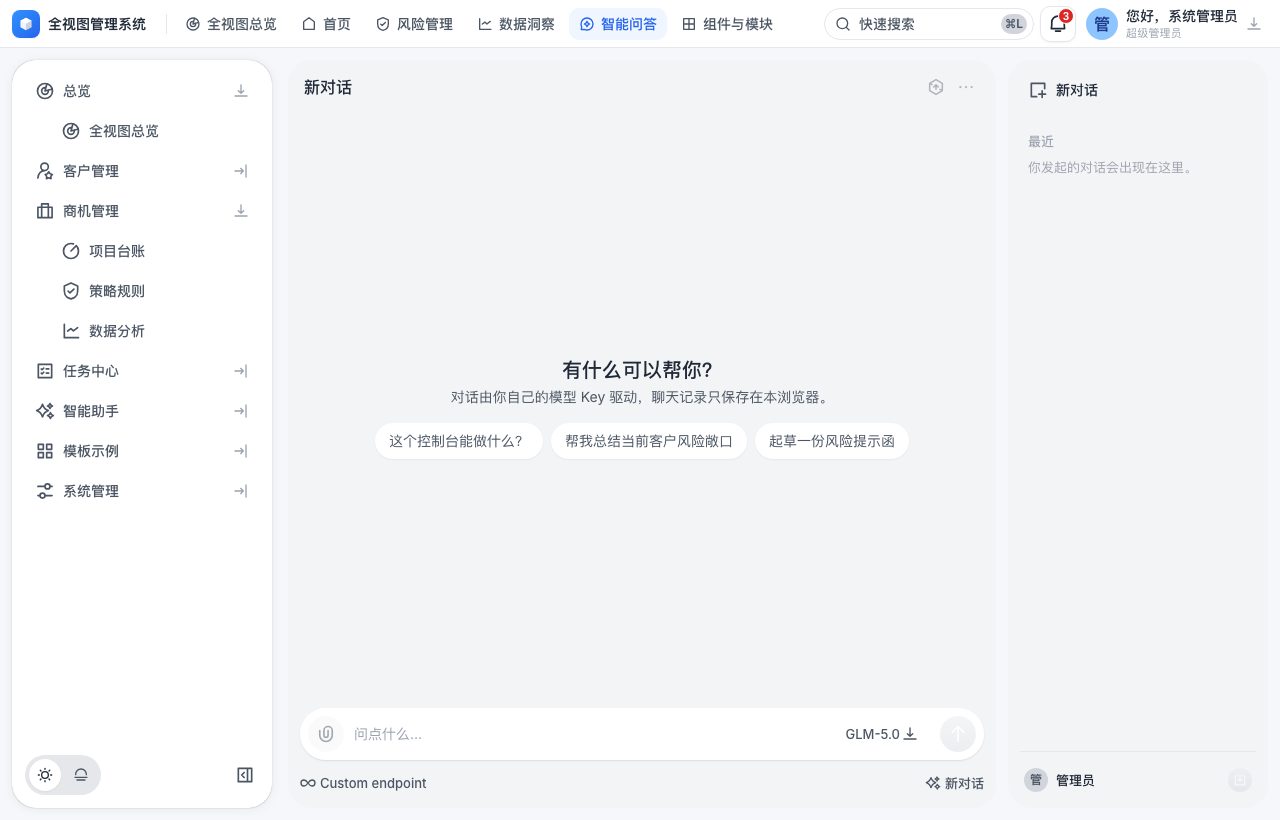 全视图管理系统
全视图总览
首页
风险管理
数据洞察
智能问答
组件与模块
快速搜索
⌘L
3
管
您好，系统管理员
超级管理员
总览
全视图总览
客户管理
商机管理
项目台账
策略规则
数据分析
任务中心
智能助手
模板示例
系统管理
新对话
有什么可以帮你?
对话由你自己的模型 Key 驱动，聊天记录只保存在本浏览器。
这个控制台能做什么？
帮我总结当前客户风险敞口
起草一份风险提示函
问点什么...
GLM-5.0
Custom endpoint
新对话
新对话
最近
你发起的对话会出现在这里。
管
管理员